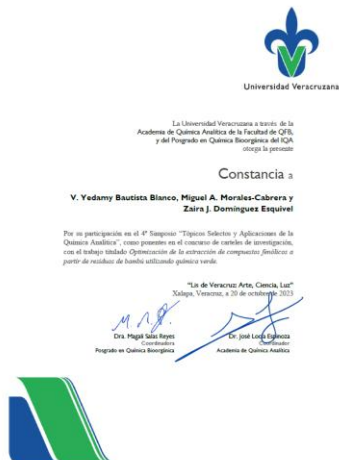 Universidad Veracruzana
La Universidad Veracruzana a través de la
Academia de Química Analítica de la Facultad de QFB,
y del Posgrado en Química Bioorgánica del IQA
otorga la presente
Constancia a
V. Yedamy Bautista Blanco, Miguel A. Morales-Cabrera y
Zaira J. Domínguez Esquivel
Por su participación en el 4º Simposio “Tópicos Selectos y Aplicaciones de la
Química Analítica”, como ponentes en el concurso de carteles de investigación,
con el trabajo titulado Optimización de la extracción de compuestos fenólicos a
partir de residuos de bambú utilizando química verde.
“Lis de Veracruz: Arte, Ciencia, Luz”
Xalapa, Veracruz, a 20 de octubre de 2023
Dra. Magali Salas Reyes
Coordinadora
Posgrado en Química Bioorgánica
Dr. José Locia Espinoza
Coordinador
Academia de Química Analítica